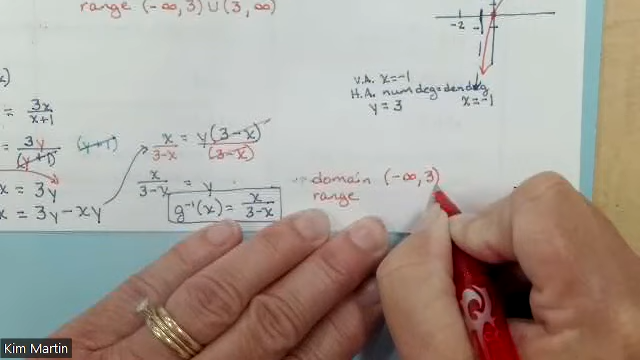 range (-∞, 3) ∪ (3, ∞)
-2
-1
V.A. x=-1
H.A. num deg = den deg
y = 3
x=-1
x)
= 3x/(x+1)
= 3y/(y+1) (y+1)
x = 3y
x = 3y - xy
x/(3-x) = y(3-x)/(3-x)
x/(3-x) = y
g⁻¹(x) = x/(3-x)
domain (-∞, 3)
range
Kim Martin